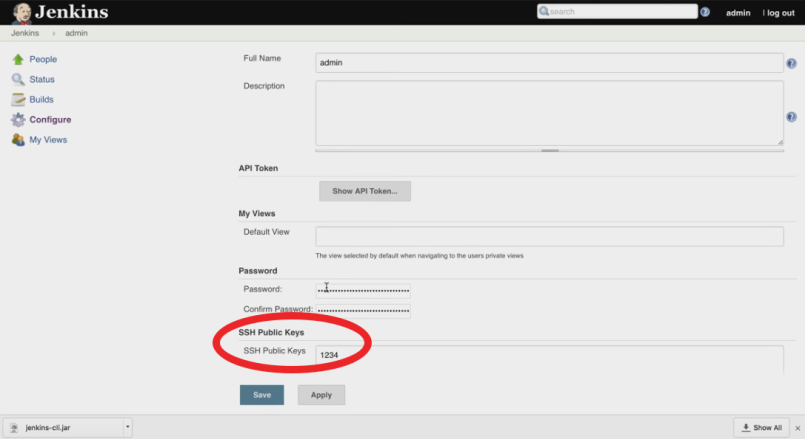 Jenkins
search
admin
| log out
Jenkins
admin
People
Status
Builds
Configure
My Views
Full Name
admin
Description
API Token
Show API Token...
My Views
Default View
The view selected by default when navigating to the users private views
Password
Password:
Confirm Password:
SSH Public Keys
SSH Public Keys
1234
Save
Apply
jenkins-cli.jar
Show All